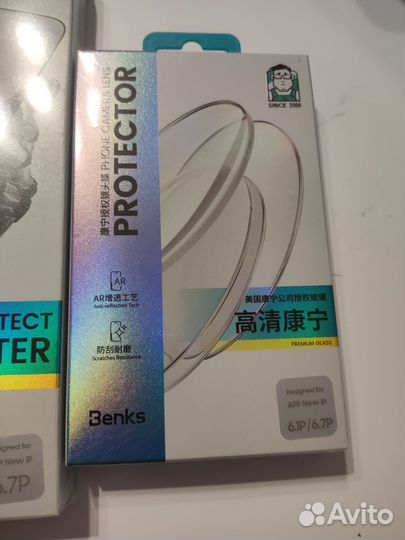 康宁授权镜头膜 PHONE CAMERA LENS
PROTECTOR
SINCE 2008
AR
AR增透工艺
Anti-reflection Tech
防刮耐磨
Scratches Resistance
Benks
美国康宁公司授权玻璃
高清康宁
PREMIUM GLASS
Designed for
APP New iP
6.1P/6.7P
TECT
TER
signed for
P New iP
.7P
Avito